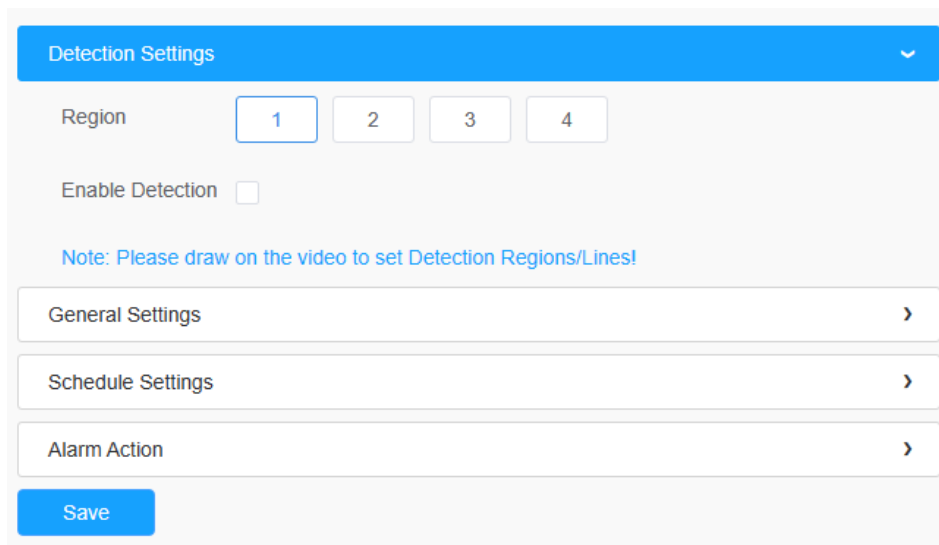 Detection Settings
Region 1 2 3 4
Enable Detection
Note: Please draw on the video to set Detection Regions/Lines!
General Settings
Schedule Settings
Alarm Action
Save